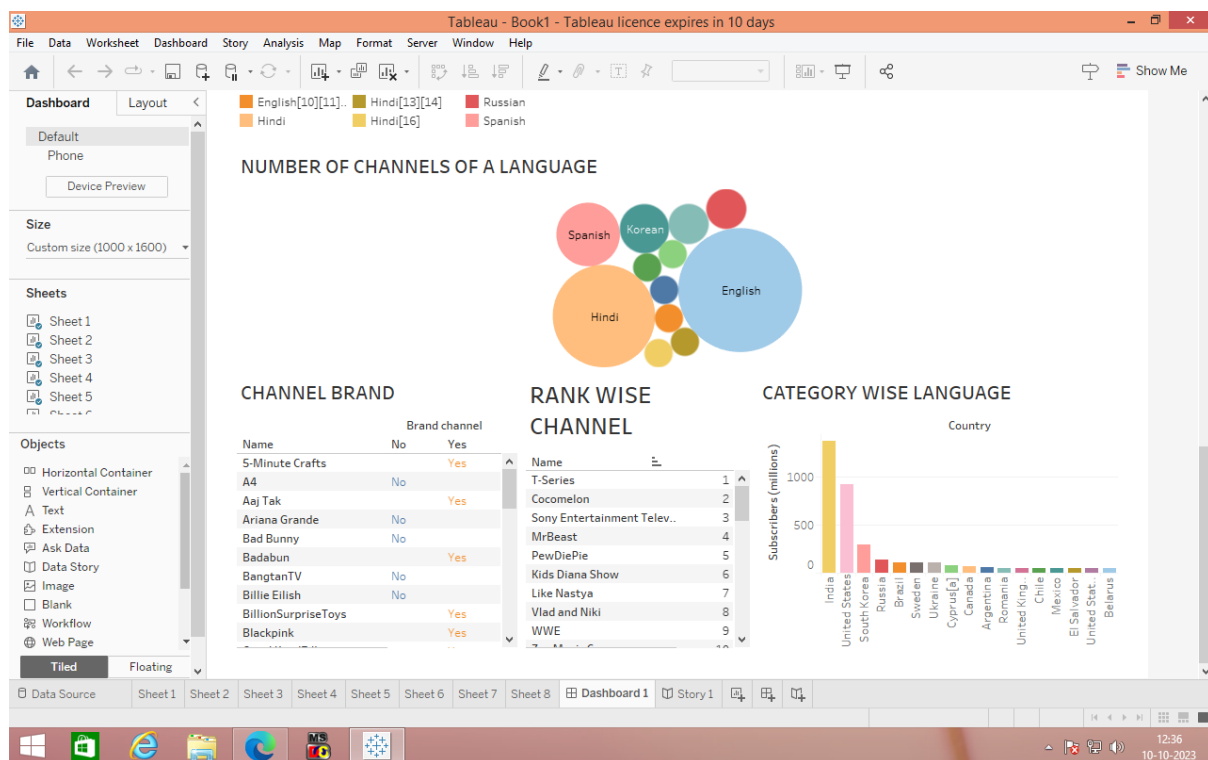 Tableau - Book1 - Tableau licence expires in 10 days
File Data Worksheet Dashboard Story Analysis Map Format Server Window Help
Show Me
Dashboard Layout
Default
Phone
Device Preview
Size
Custom size (1000 x 1600)
Sheets
Sheet 1
Sheet 2
Sheet 3
Sheet 4
Sheet 5
Objects
Horizontal Container
Vertical Container
Text
Extension
Ask Data
Data Story
Image
Blank
Workflow
Web Page
Tiled Floating
English[10][11].. Hindi[13][14] Russian
Hindi Hindi[16] Spanish
NUMBER OF CHANNELS OF A LANGUAGE
Spanish
Korean
English
Hindi
CHANNEL BRAND
Brand channel
Name No Yes
5-Minute Crafts Yes
A4 No
Aaj Tak Yes
Ariana Grande No
Bad Bunny No
Badabun Yes
BangtanTV No
Billie Eilish No
BillionSurpriseToys Yes
Blackpink Yes
RANK WISE
CHANNEL
Name
T-Series 1
Cocomelon 2
Sony Entertainment Telev.. 3
MrBeast 4
PewDiePie 5
Kids Diana Show 6
Like Nastya 7
Vlad and Niki 8
WWE 9
CATEGORY WISE LANGUAGE
Country
Subscribers (millions)
1000
500
0
India
United States
South Korea
Russia
Brazil
Sweden
Ukraine
Cyprus[a]
Canada
Argentina
Romania
United King..
Chile
Mexico
El Salvador
United Stat..
Belarus
Data Source Sheet 1 Sheet 2 Sheet 3 Sheet 4 Sheet 5 Sheet 6 Sheet 7 Sheet 8 Dashboard 1 Story 1
MS
12:36
10-10-2023